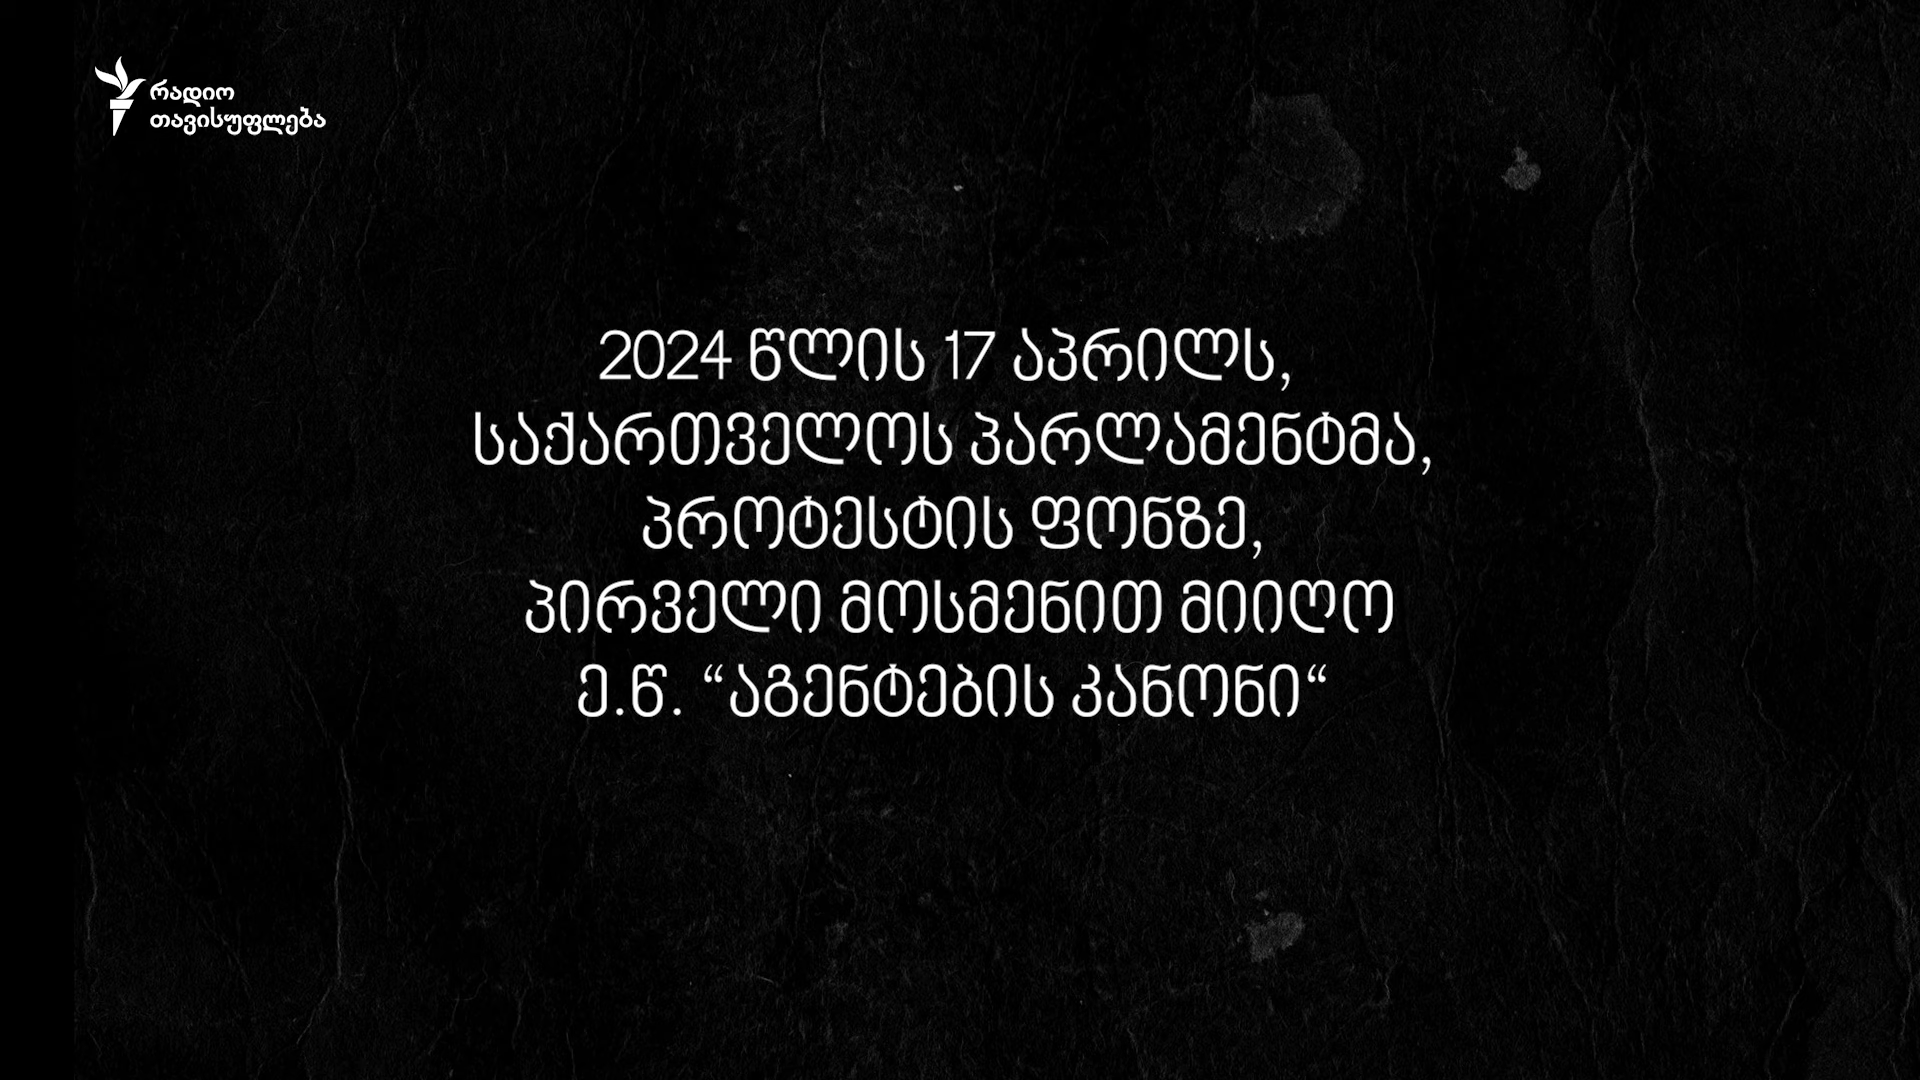 რადიო
თავისუფლება
2024 წლის 17 აპრილს,
საქართველოს პარლამენტმა,
პროტესტის ფონზე,
პირველი მოსმენით მიიღო
ე.წ. “აგენტების კანონი“